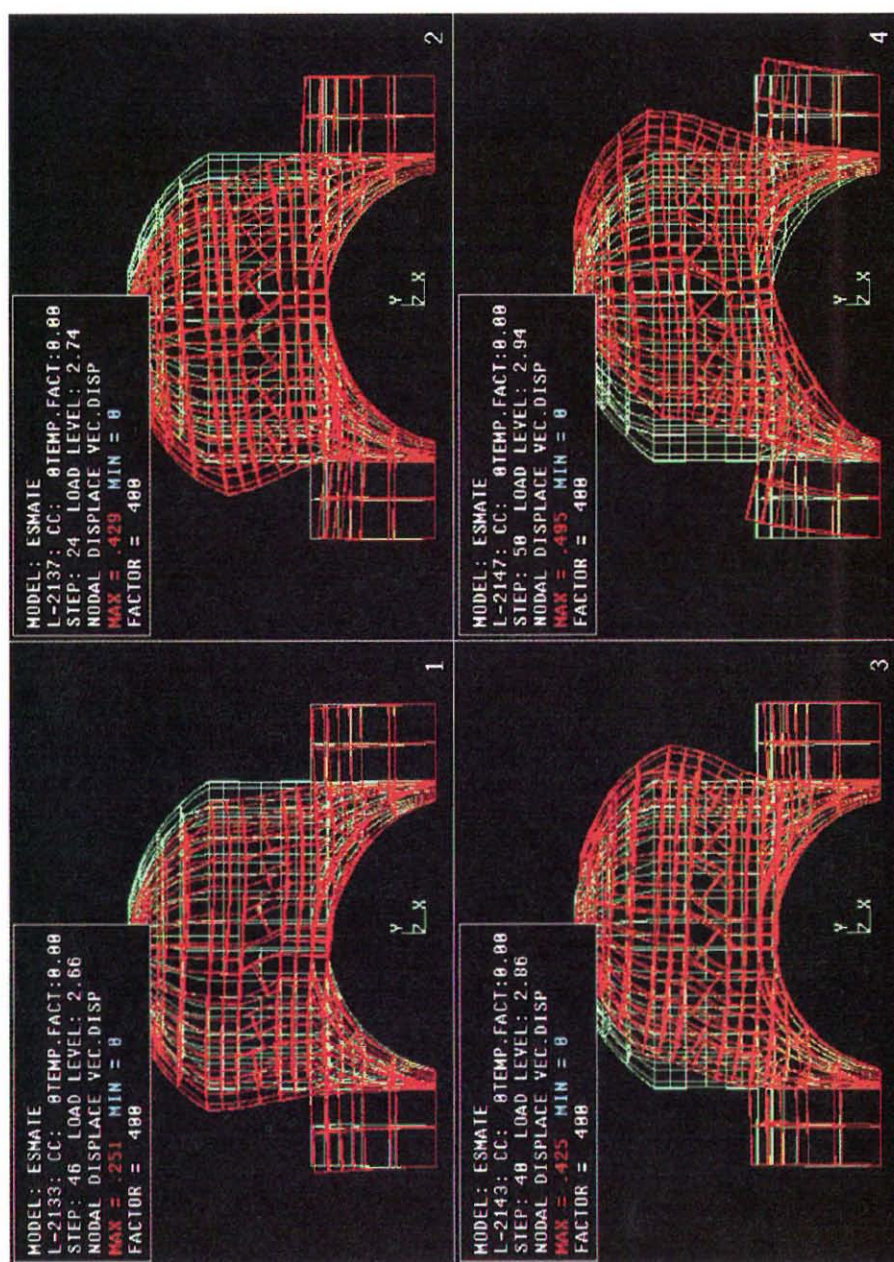 MODEL: ESMATE
L-2133: CC: 0TEMP.FACT:0.00
STEP: 46 LOAD LEVEL: 2.66
NODAL DISPLACE VEC.DISP
MAX = .251 MIN = 0
FACTOR = 400
Y
Z X
1
MODEL: ESMATE
L-2137: CC: 0TEMP.FACT:0.00
STEP: 24 LOAD LEVEL: 2.74
NODAL DISPLACE VEC.DISP
MAX = .429 MIN = 0
FACTOR = 400
Y
Z X
2
MODEL: ESMATE
L-2143: CC: 0TEMP.FACT:0.00
STEP: 40 LOAD LEVEL: 2.86
NODAL DISPLACE VEC.DISP
MAX = .425 MIN = 0
FACTOR = 400
Y
Z X
3
MODEL: ESMATE
L-2147: CC: 0TEMP.FACT:0.00
STEP: 50 LOAD LEVEL: 2.94
NODAL DISPLACE VEC.DISP
MAX = .495 MIN = 0
FACTOR = 400
Y
Z X
4